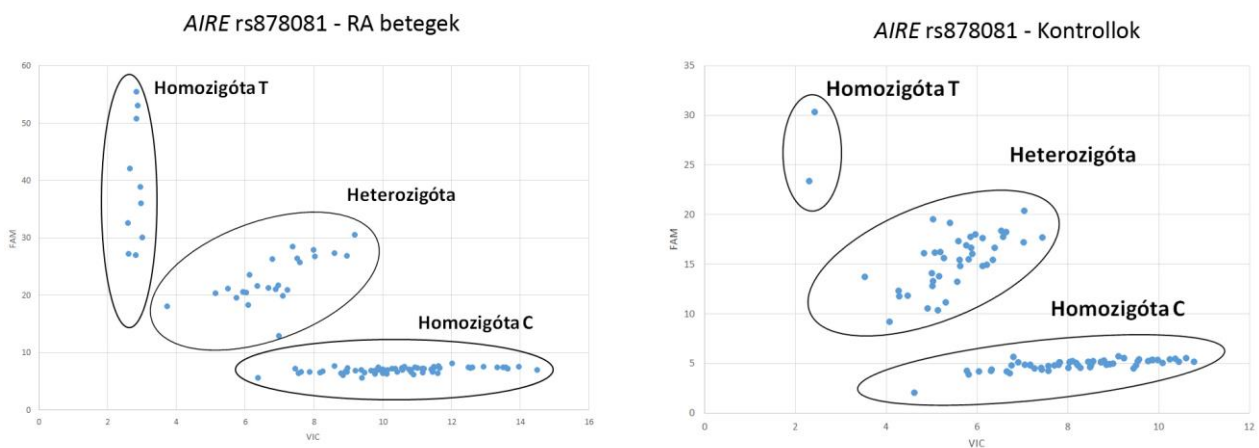 AIRE rs878081 - RA betegek
60
50
40
30
20
10
0
FAM
0 2 4 6 8 10 12 14 16
VIC
Homozigóta T
Heterozigóta
Homozigóta C
AIRE rs878081 - Kontrollok
35
30
25
20
15
10
5
0
FAM
0 2 4 6 8 10 12
VIC
Homozigóta T
Heterozigóta
Homozigóta C